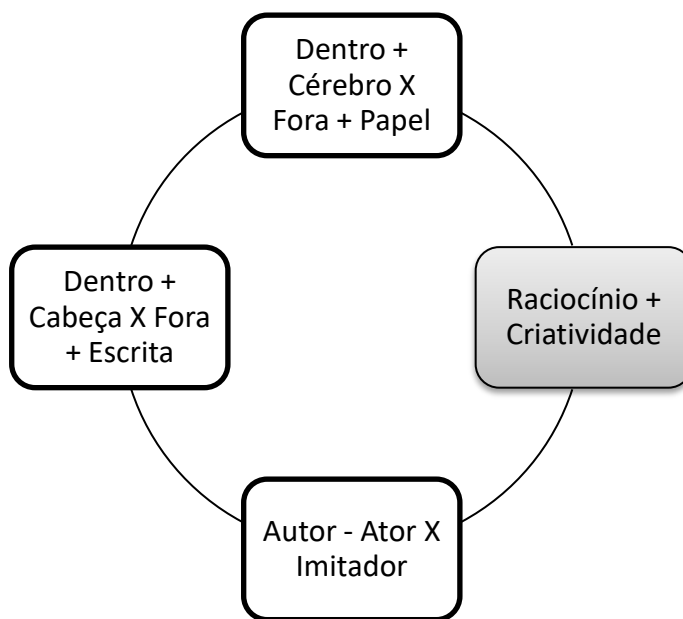 Dentro +
Cérebro X
Fora + Papel
Dentro +
Cabeça X Fora
+ Escrita
Raciocínio +
Criatividade
Autor - Ator X
Imitador